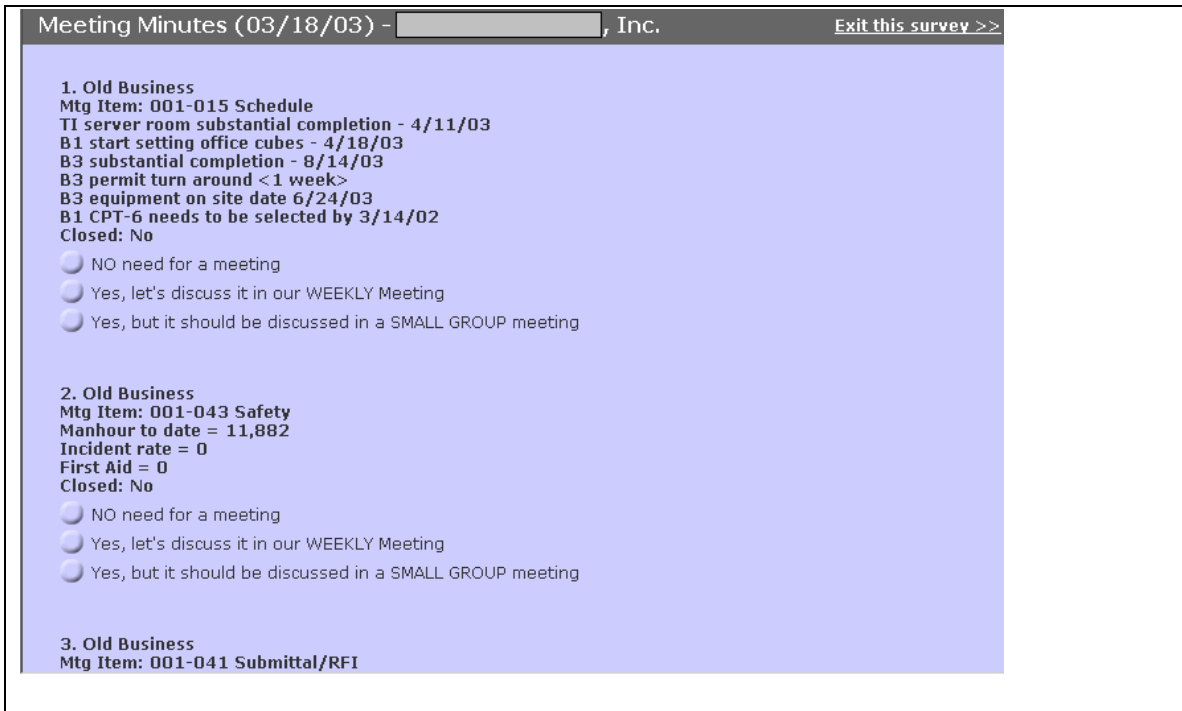 Meeting Minutes (03/18/03) - , Inc. Exit this survey >>
1. Old Business
Mtg Item: 001-015 Schedule
TI server room substantial completion - 4/11/03
B1 start setting office cubes - 4/18/03
B3 substantial completion - 8/14/03
B3 permit turn around <1 week>
B3 equipment on site date 6/24/03
B1 CPT-6 needs to be selected by 3/14/02
Closed: No
NO need for a meeting
Yes, let's discuss it in our WEEKLY Meeting
Yes, but it should be discussed in a SMALL GROUP meeting
2. Old Business
Mtg Item: 001-043 Safety
Manhour to date = 11,882
Incident rate = 0
First Aid = 0
Closed: No
NO need for a meeting
Yes, let's discuss it in our WEEKLY Meeting
Yes, but it should be discussed in a SMALL GROUP meeting
3. Old Business
Mtg Item: 001-041 Submittal/RFI